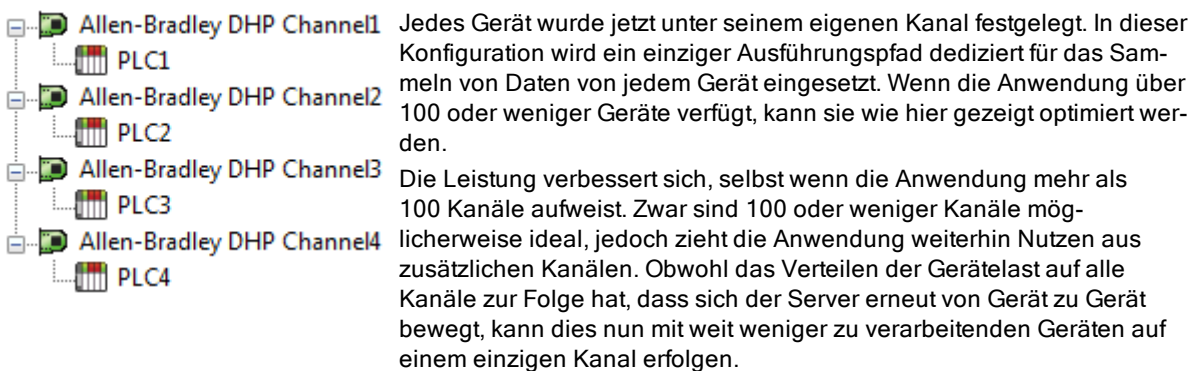 Allen-Bradley DHP Channel1
PLC1
Allen-Bradley DHP Channel2
PLC2
Allen-Bradley DHP Channel3
PLC3
Allen-Bradley DHP Channel4
PLC4
Jedes Gerät wurde jetzt unter seinem eigenen Kanal festgelegt. In dieser
Konfiguration wird ein einziger Ausführungspfad dediziert für das Sam-
meln von Daten von jedem Gerät eingesetzt. Wenn die Anwendung über
100 oder weniger Geräte verfügt, kann sie wie hier gezeigt optimiert wer-
den.
Die Leistung verbessert sich, selbst wenn die Anwendung mehr als
100 Kanäle aufweist. Zwar sind 100 oder weniger Kanäle mög-
licherweise ideal, jedoch zieht die Anwendung weiterhin Nutzen aus
zusätzlichen Kanälen. Obwohl das Verteilen der Gerätelast auf alle
Kanäle zur Folge hat, dass sich der Server erneut von Gerät zu Gerät
bewegt, kann dies nun mit weit weniger zu verarbeitenden Geräten auf
einem einzigen Kanal erfolgen.